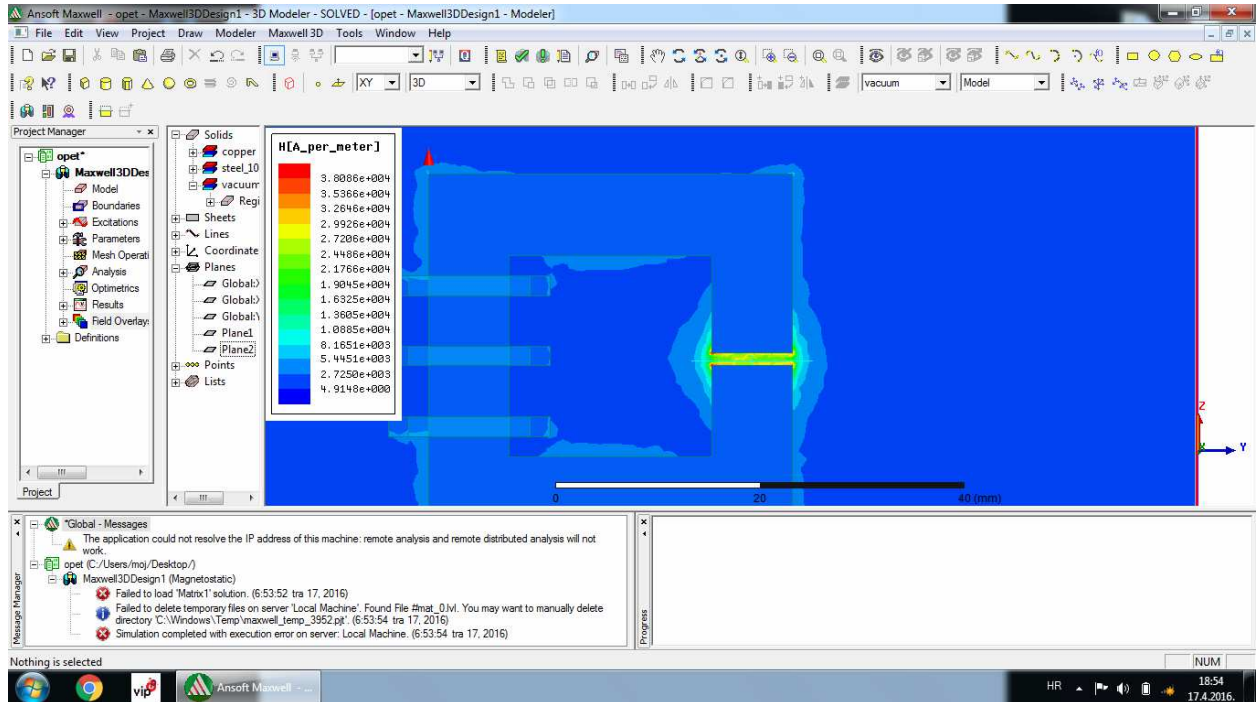 Ansoft Maxwell - opet - Maxwell3DDesign1 - 3D Modeler - SOLVED - [opet - Maxwell3DDesign1 - Modeler]
File Edit View Project Draw Modeler Maxwell 3D Tools Window Help
XY 3D vacuum Model
Project Manager
opet*
Maxwell3DDes
Model
Boundaries
Excitations
Parameters
Mesh Operati
Analysis
Optimetrics
Results
Field Overlay:
Definitions
Project
Solids
copper
steel_10
vacuum
Regi
Sheets
Lines
Coordinate
Planes
Global:
Global:
Global:
Plane1
Plane2
Points
Lists
H[A_per_meter]
3.8086e+004
3.5366e+004
3.2646e+004
2.9926e+004
2.7206e+004
2.4486e+004
2.1766e+004
1.9045e+004
1.6325e+004
1.3605e+004
1.0885e+004
8.1651e+003
5.4451e+003
2.7250e+003
4.9148e+000
Z
Y
0 20 40 (mm)
*Global - Messages
The application could not resolve the IP address of this machine: remote analysis and remote distributed analysis will not
work.
opet (C:/Users/moj/Desktop/)
Maxwell3DDesign1 (Magnetostatic)
Failed to load 'Matrix1' solution. (6:53:52 tra 17, 2016)
Failed to delete temporary files on server 'Local Machine'. Found File #mat_0.lvl. You may want to manually delete
directory 'C:\Windows\Temp\maxwell_temp_3952.pjt'. (6:53:54 tra 17, 2016)
Simulation completed with execution error on server: Local Machine. (6:53:54 tra 17, 2016)
Message Manager
Progress
Nothing is selected
NUM
vip
Ansoft Maxwell - ...
HR
18:54
17.4.2016.